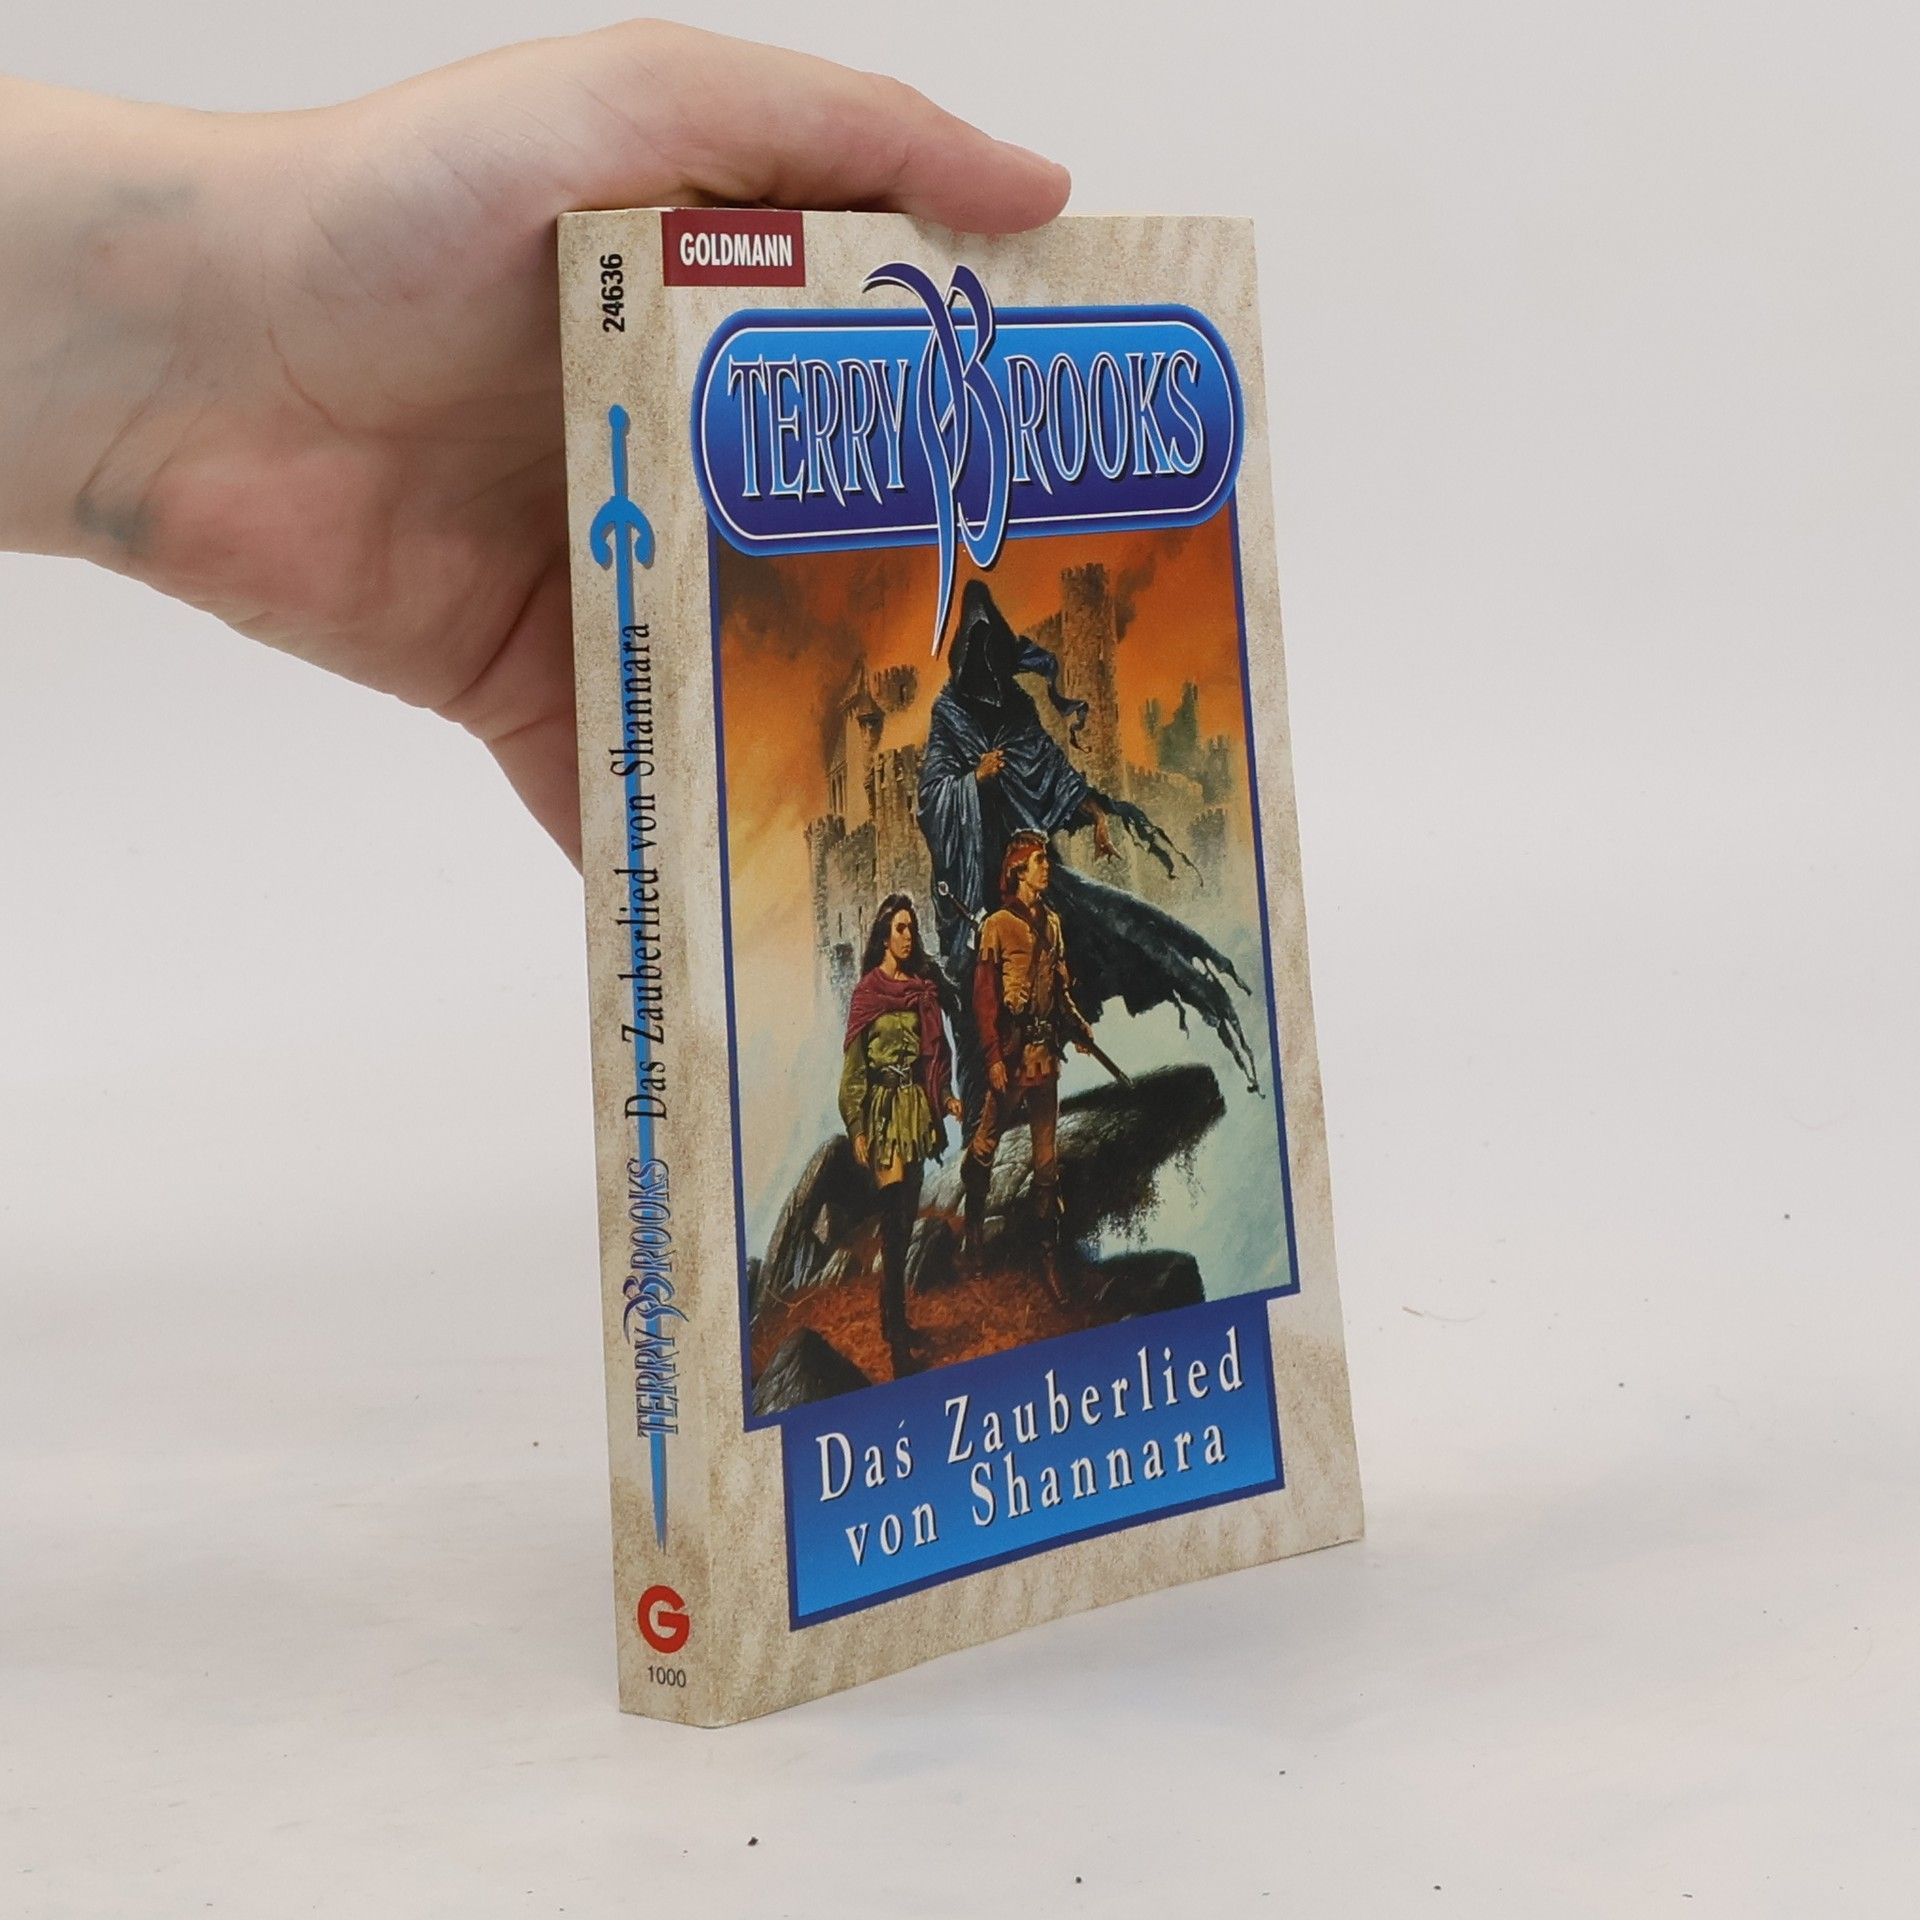 24636
TERRY BROOKS Das Zauberlied von Shannara
G
1000
GOLDMANN
TERRY BROOKS
Das Zauberlied
von Shannara